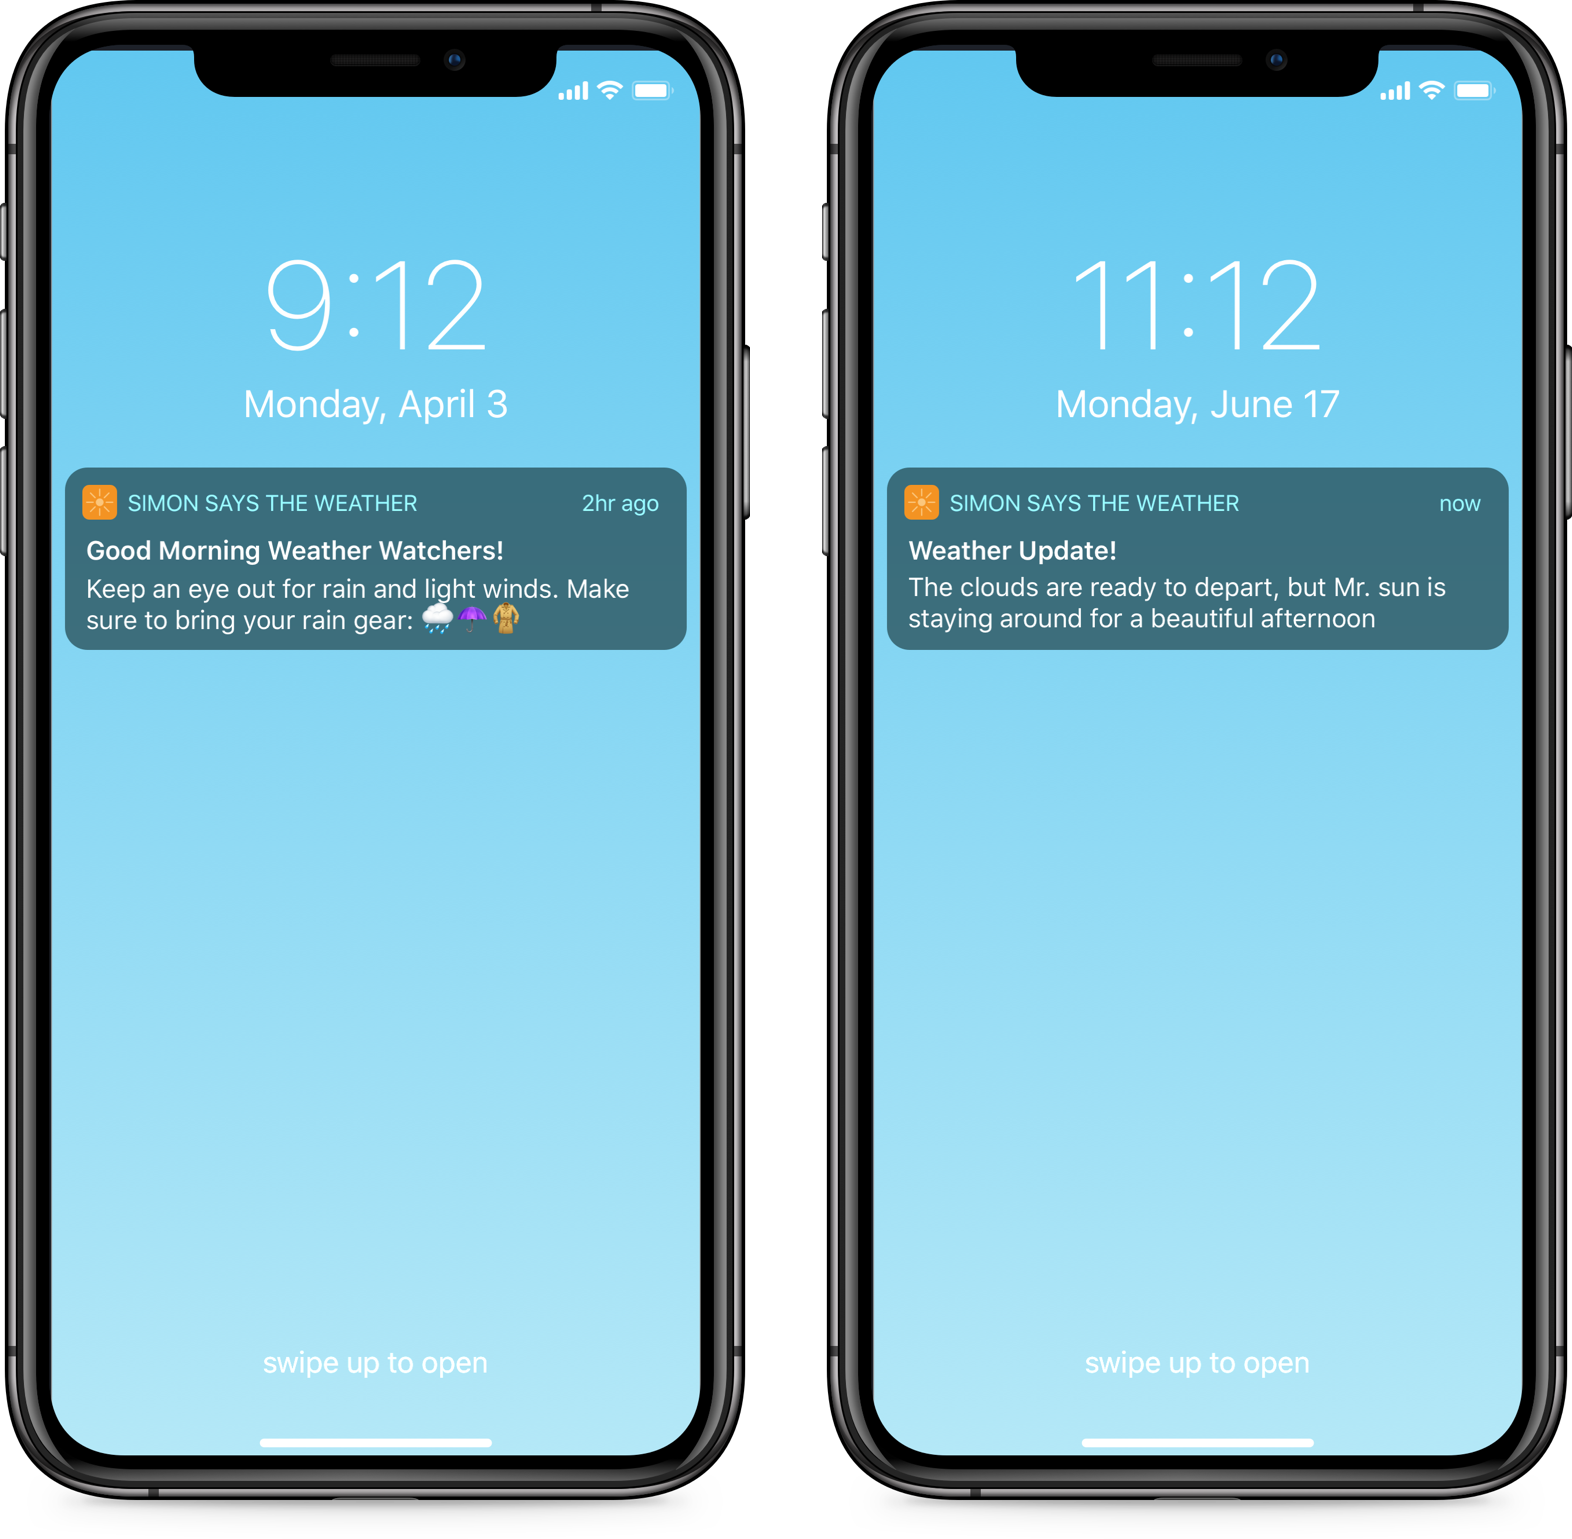 9:12
Monday, April 3
SIMON SAYS THE WEATHER 2hr ago
Good Morning Weather Watchers!
Keep an eye out for rain and light winds. Make
sure to bring your rain gear: 🌧️☂️🧥
swipe up to open
11:12
Monday, June 17
SIMON SAYS THE WEATHER now
Weather Update!
The clouds are ready to depart, but Mr. sun is
staying around for a beautiful afternoon
swipe up to open